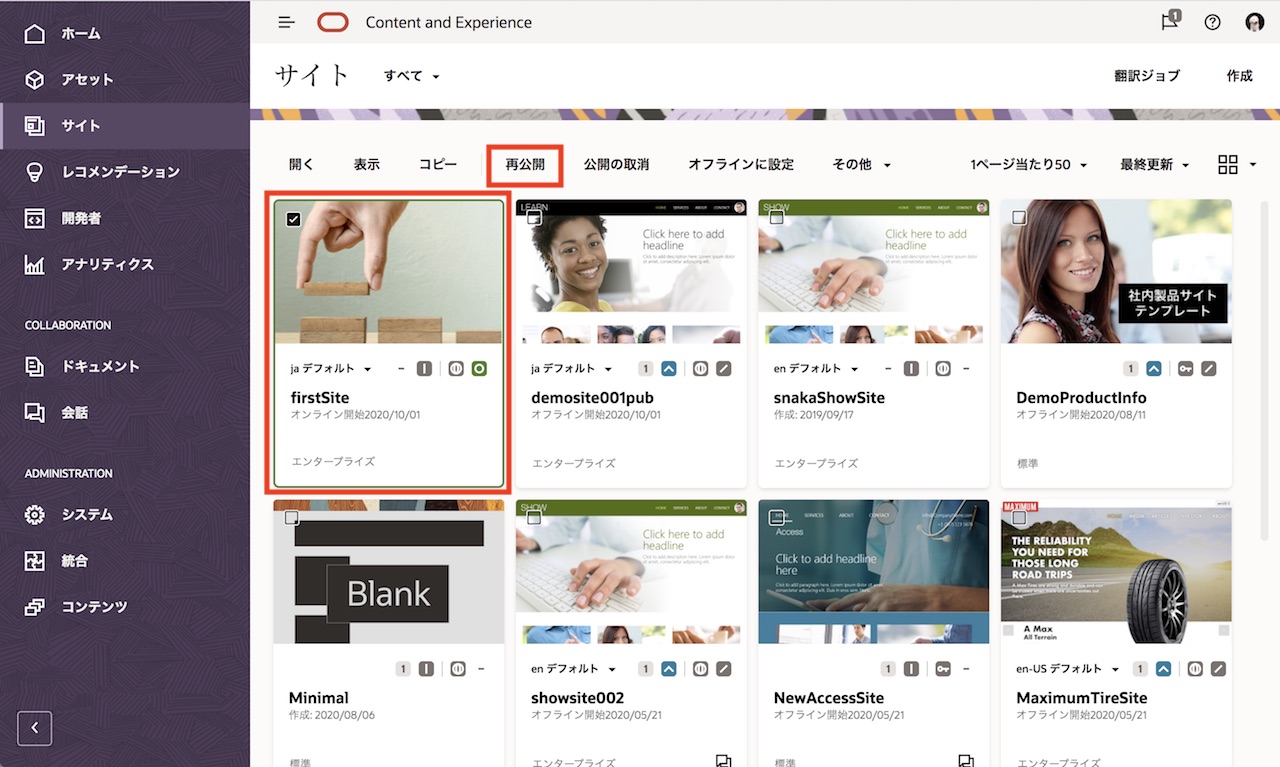 ホーム
アセット
サイト
レコメンデーション
開発者
アナリティクス
COLLABORATION
ドキュメント
会話
ADMINISTRATION
システム
統合
コンテンツ
Content and Experience
1
サイト
すべて
翻訳ジョブ
作成
開く
表示
コピー
再公開
公開の取消
オフラインに設定
その他
1ページ当たり50
最終更新
ja デフォルト
firstSite
オンライン開始2020/10/01
エンタープライズ
LEARN
HOME SERVICES ABOUT CONTACT
Click here to add
headline
ja デフォルト
1
demosite001pub
オフライン開始2020/10/01
エンタープライズ
SHOW
HOME SERVICES ABOUT CONTACT
Click here to add
headline
en デフォルト
snakaShowSite
作成: 2019/09/17
エンタープライズ
社内製品サイト
テンプレート
1
DemoProductInfo
オフライン開始2020/08/11
標準
Blank
1
Minimal
作成: 2020/08/06
標準
SHOW
HOME SERVICES ABOUT CONTACT
Click here to add
headline
en デフォルト
1
showsite002
オフライン開始2020/05/21
エンタープライズ
HOME SERVICES ABOUT CONTACT
Access
Click to add headline
here
1
NewAccessSite
オフライン開始2020/05/21
標準
MAXIMUM
THE RELIABILITY
YOU NEED FOR
THOSE LONG
ROAD TRIPS
A Max
All Terrain
en-US デフォルト
1
MaximumTireSite
オフライン開始2020/05/21
エンタープライズ